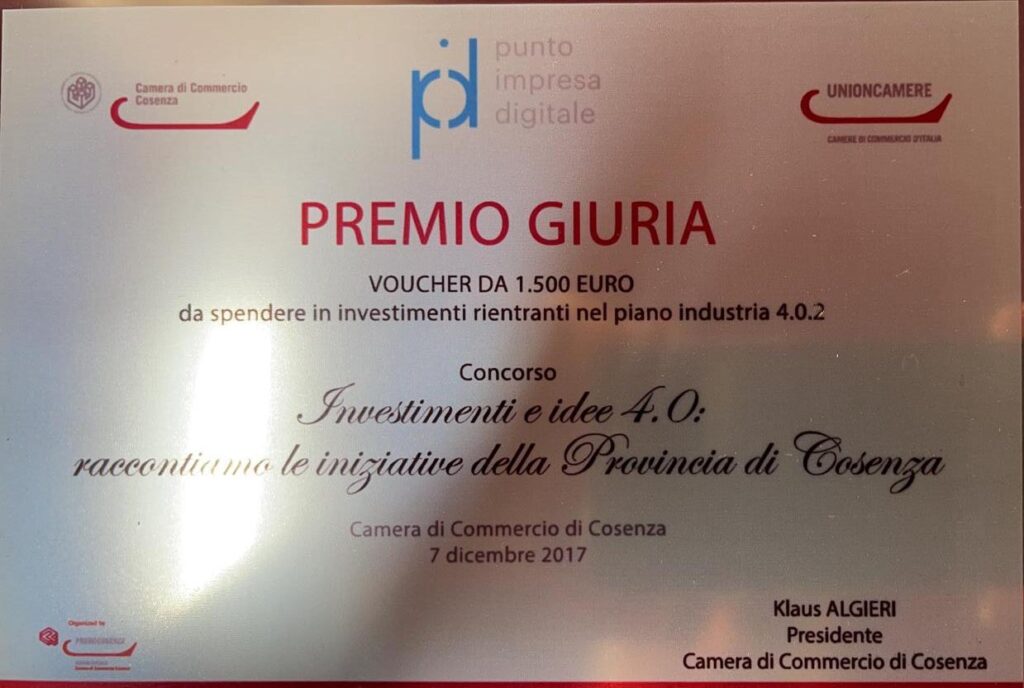 Camera di Commercio
Cosenza
pid
punto
impresa
digitale
UNIONCAMERE
CAMERE DI COMMERCIO D'ITALIA
PREMIO GIURIA
VOUCHER DA 1.500 EURO
da spendere in investimenti rientranti nel piano industria 4.0.2
Concorso
Investimenti e idee 4.0:
raccontiamo le iniziative della Provincia di Cosenza
Camera di Commercio di Cosenza
7 dicembre 2017
Klaus ALGIERI
Presidente
Camera di Commercio di Cosenza
Organized by
PROMOCOSENZA